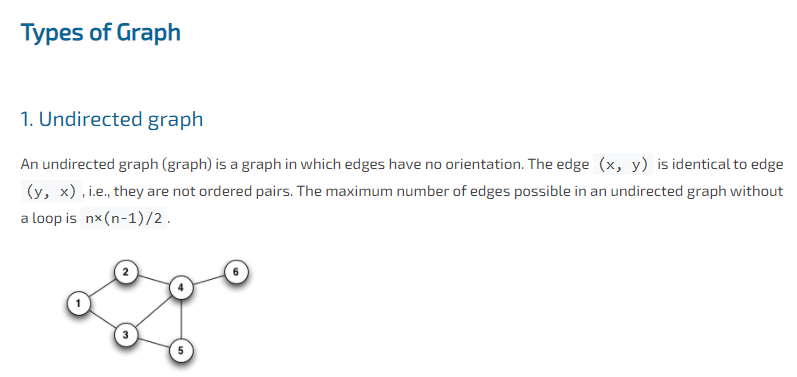 Types of Graph
1. Undirected graph
An undirected graph (graph) is a graph in which edges have no orientation. The edge (x, y) is identical to edge
(y, x) , i.e., they are not ordered pairs. The maximum number of edges possible in an undirected graph without
a loop is n×(n-1)/2 .
2
6
4
1
3
5